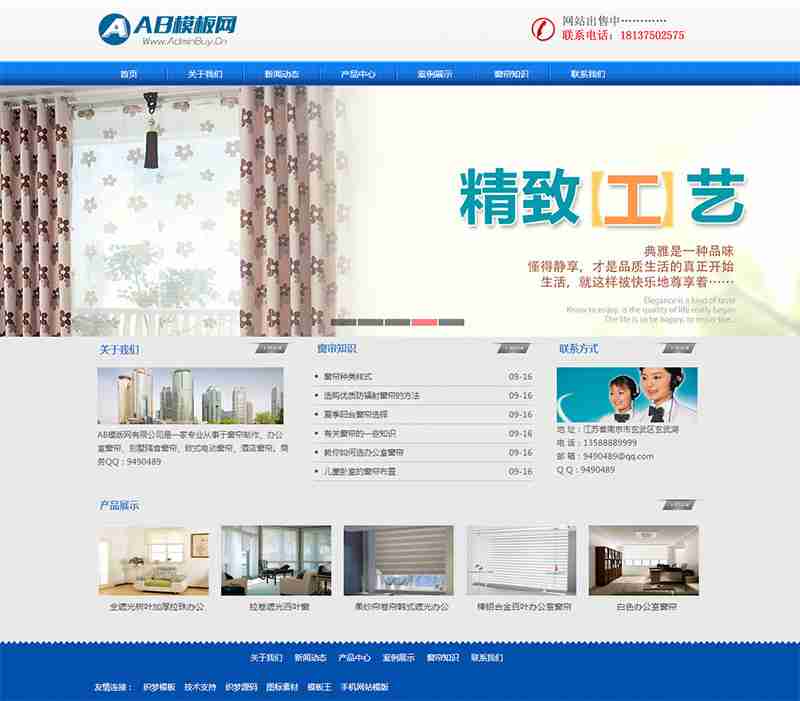 AB模板网
Www.AdminBuy.Cn
网站出售中…………
联系电话：18137502575
首页 关于我们 新闻动态 产品中心 案例展示 窗帘知识 联系我们
精致【工】艺
典雅是一种品味
懂得静享，才是品质生活的真正开始
生活，就这样被快乐地尊享着……
Elegance is a kind of taste
Know to enjoy, is the quality of life really began
The life is so be happy, to enjoy the...
关于我们
AB模板网有限公司是一家专业从事于窗帘制作、办公
室窗帘、别墅隔音窗帘、欧式电动窗帘、酒店窗帘。商
务QQ：9490489
窗帘知识
窗帘种类样式 09-16
选购优质防辐射窗帘的方法 09-16
夏季阳台窗帘选择 09-16
有关窗帘的一些知识 09-16
教你如何选办公室窗帘 09-16
儿童卧室的窗帘布置 09-16
联系方式
地 址：江苏省南京市玄武区玄武湖
电 话：13588889999
邮 箱：9490489@qq.com
Q Q：9490489
产品展示
全遮光树叶加厚拉珠办公
拉卷遮光百叶窗
柔纱帘卷帘韩式遮光办公
棒铝合金百叶办公室窗帘
白色办公室窗帘
关于我们 新闻动态 产品中心 案例展示 窗帘知识 联系我们
友情连接： 织梦模板 技术支持 织梦源码 图标素材 模板王 手机网站模版